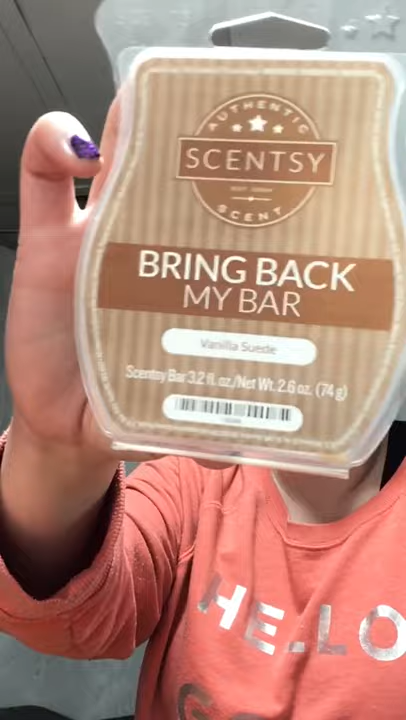 AUTHENTIC
SCENTSY
SCENT
BRING BACK
MY BAR
Vanilla Suede
Scentsy Bar 3.2 fl. oz./Net Wt. 2.6 oz. (74g)
HELLO